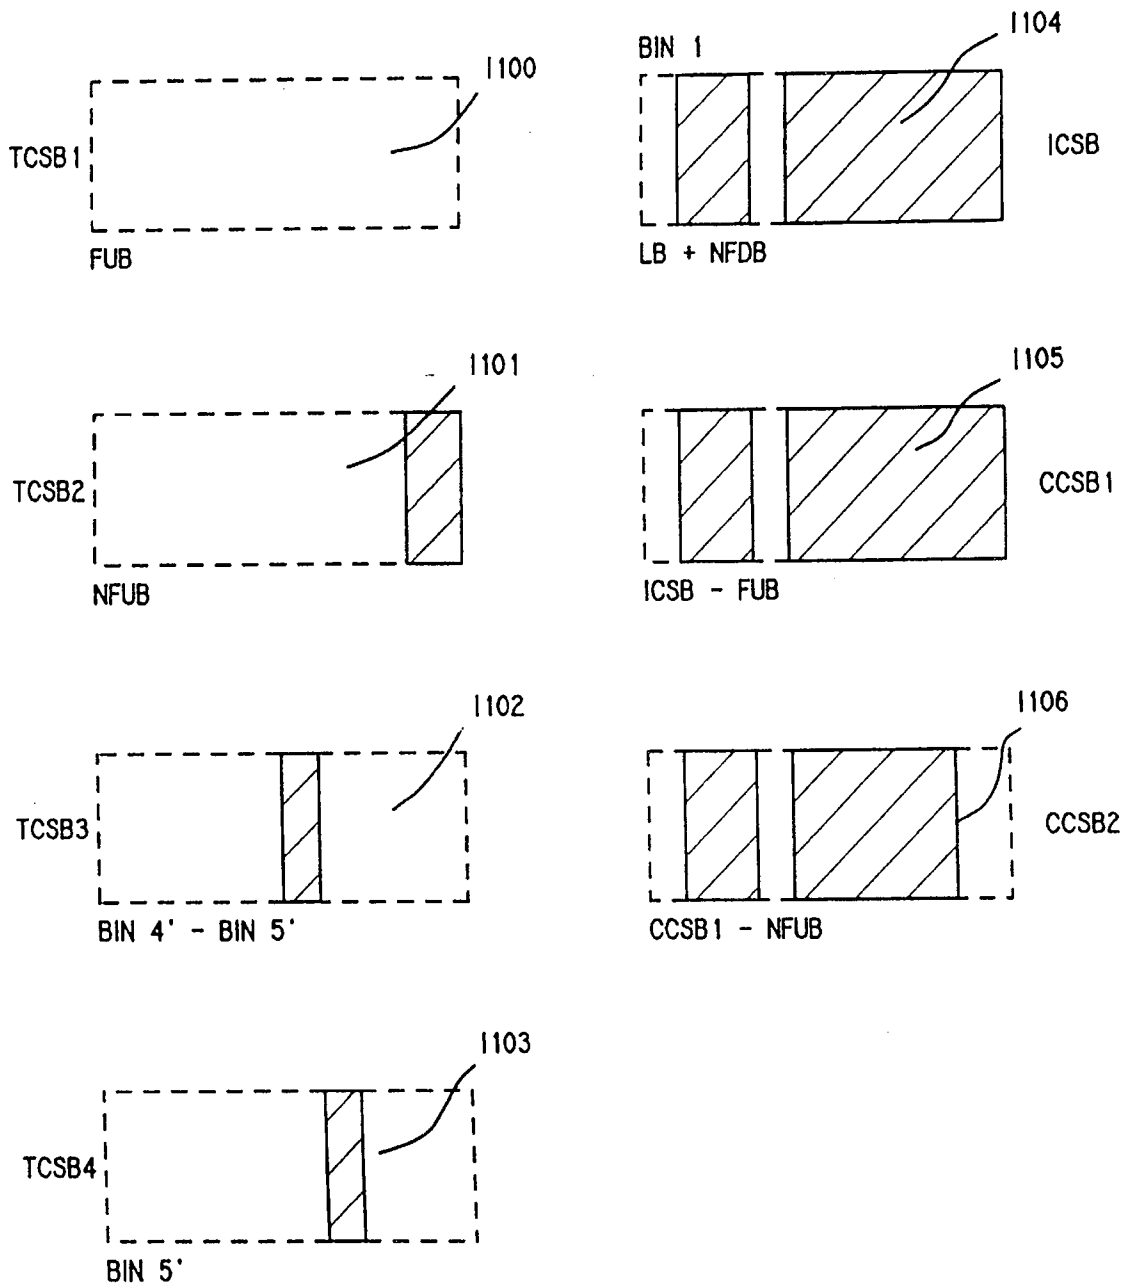 1100
TCSB1
FUB
BIN 1
1104
ICSB
LB + NFDB
1101
TCSB2
NFUB
1105
CCSB1
ICSB - FUB
1102
TCSB3
BIN 4' - BIN 5'
1106
CCSB2
CCSB1 - NFUB
1103
TCSB4
BIN 5'